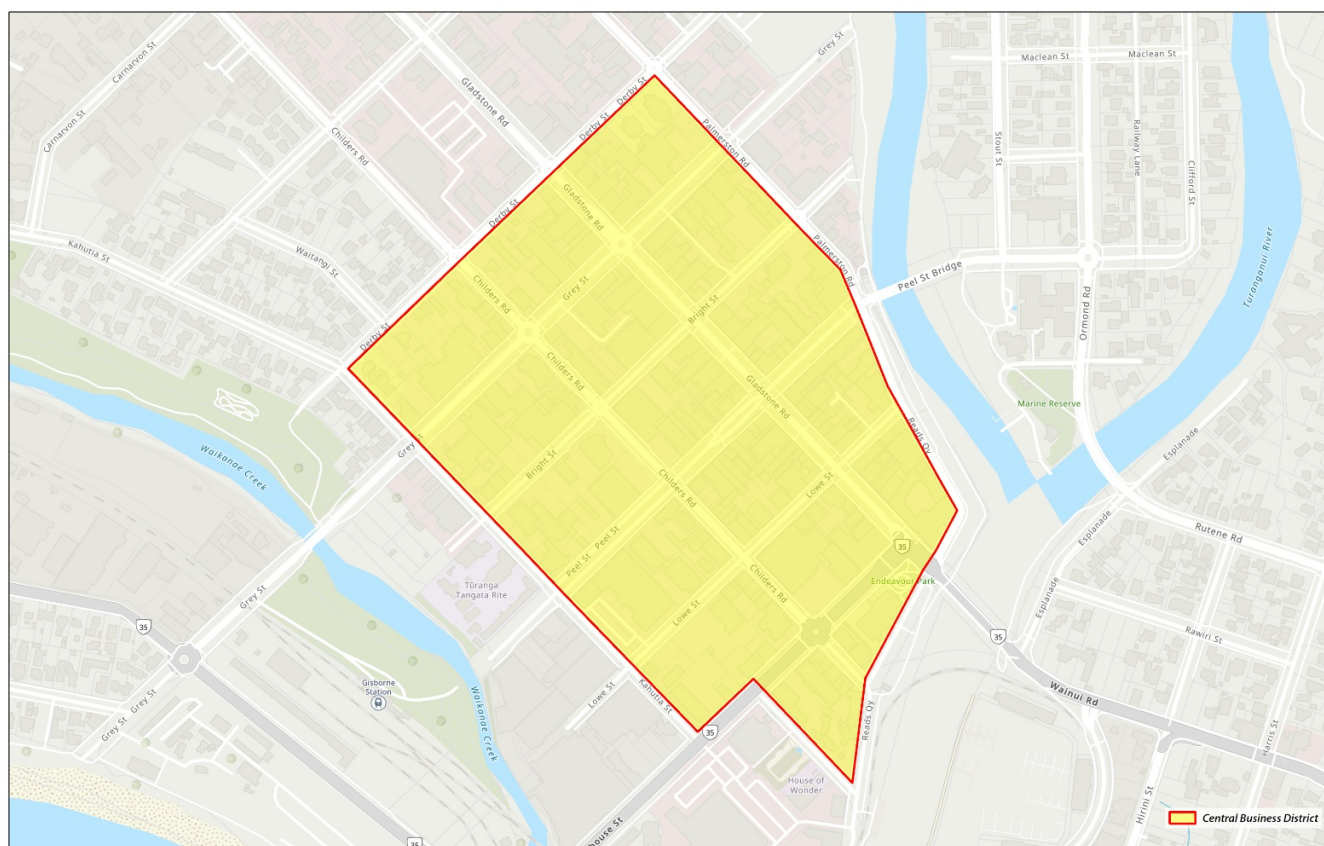 Carnarvon St
Carnarvon St
Gladstone Rd
Childers Rd
Derby St
Derby St
Grey St
Palmerston Rd
Maclean St
Maclean St
Railway Lane
Stout St
Clifford St
Kahutia St
Waitangi St
Derby St
Gladstone Rd
Palmerston Rd
Peel St Bridge
Ormond Rd
Turanganui River
Childers Rd
Grey St
Bright St
Derby St
Childers Rd
Gladstone Rd
Marine Reserve
Reads Qy
Esplanade
Waikanae Creek
Grey St
Bright St
Childers Rd
Lowe St
Esplanade
Rutene Rd
35
Endeavour Park
Peel St
Peel St
Tūranga
Tangata Rite
Grey St
Childers Rd
Lowe St
Esplanade
Rawiri St
35
35
Gisborne
Station
Waikanae Creek
Lowe St
Kahutia St
Wainui Rd
Grey St
Grey St
35
Reads Qy
Harris St
House of
Wonder
Hirini St
35
house St
Central Business District